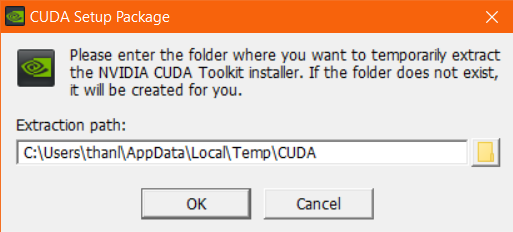 CUDA Setup Package
Please enter the folder where you want to temporarily extract
the NVIDIA CUDA Toolkit installer. If the folder does not exist,
it will be created for you.
Extraction path:
C:\Users\thanl\AppData\Local\Temp\CUDA
OK
Cancel